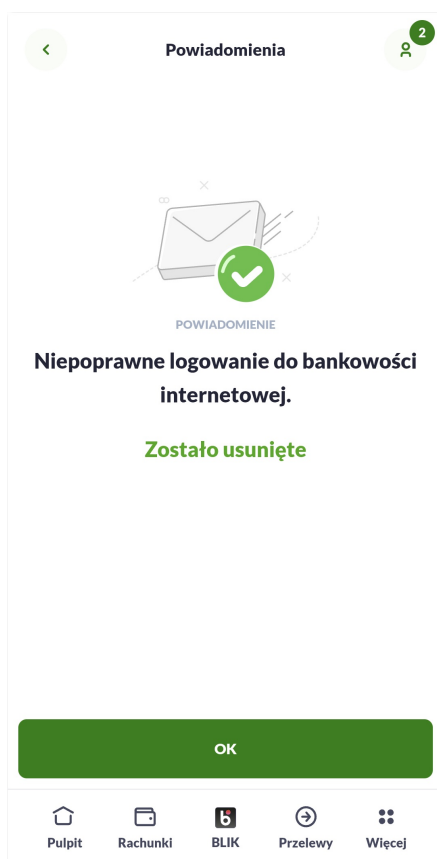 Powiadomienia
2
POWIADOMIENIE
Niepoprawne logowanie do bankowości
internetowej.
Zostało usunięte
OK
Pulpit
Rachunki
BLIK
Przelewy
Więcej